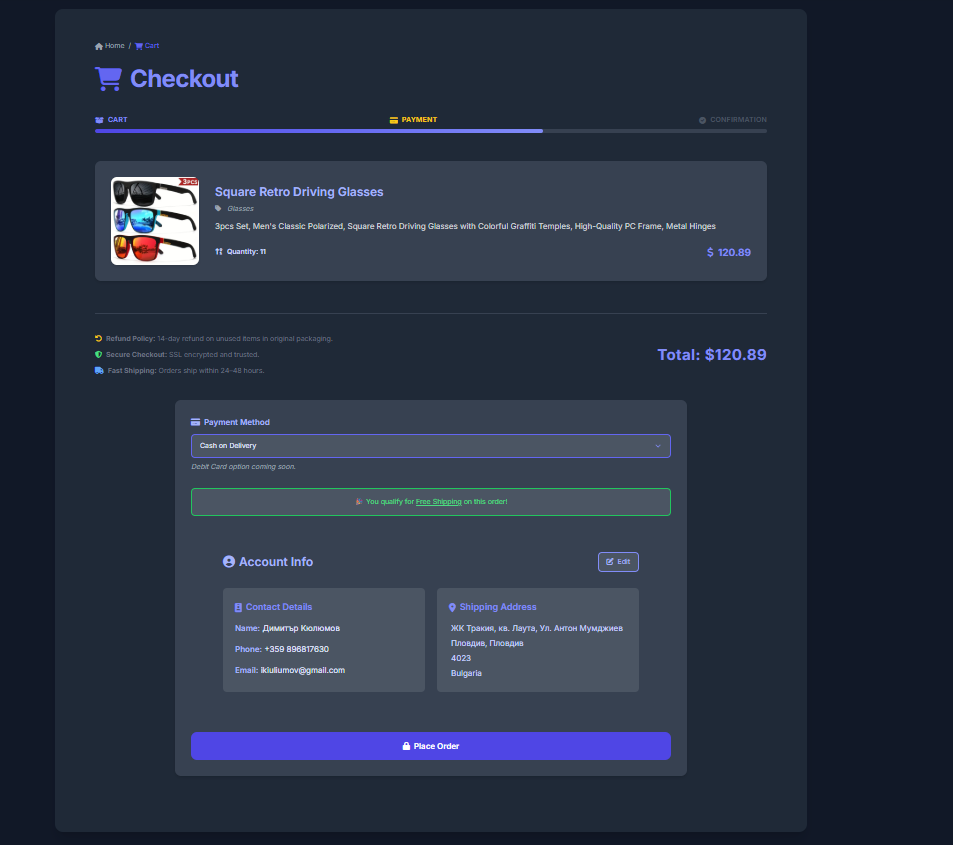 Home / Cart
Checkout
CART PAYMENT CONFIRMATION
3PCS
Square Retro Driving Glasses
Glasses
3pcs Set, Men's Classic Polarized, Square Retro Driving Glasses with Colorful Graffiti Temples, High-Quality PC Frame, Metal Hinges
Quantity: 11
$ 120.89
Refund Policy: 14-day refund on unused items in original packaging.
Secure Checkout: SSL encrypted and trusted.
Fast Shipping: Orders ship within 24-48 hours.
Total: $120.89
Payment Method
Cash on Delivery
Debit Card option coming soon.
You qualify for Free Shipping on this order!
Account Info
Edit
Contact Details
Name: Димитър Кюлюмов
Phone: +359 896817630
Email: ikiuliumov@gmail.com
Shipping Address
ЖК Тракия, кв. Лаута, Ул. Антон Мумджиев
Пловдив, Пловдив
4023
Bulgaria
Place Order